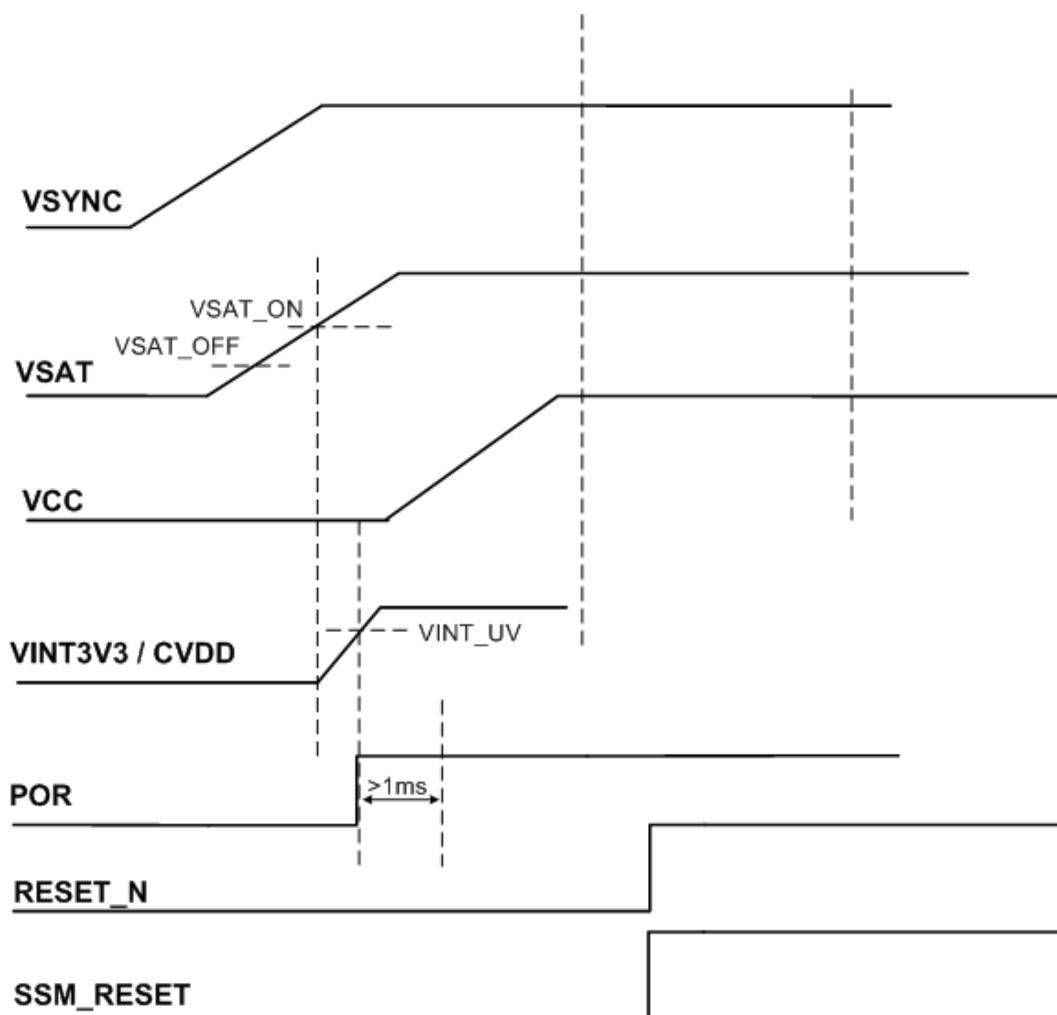 VSYNC
VSAT_ON
VSAT_OFF
VSAT
VCC
VINT_UV
VINT3V3 / CVDD
>1ms
POR
RESET_N
SSM_RESET